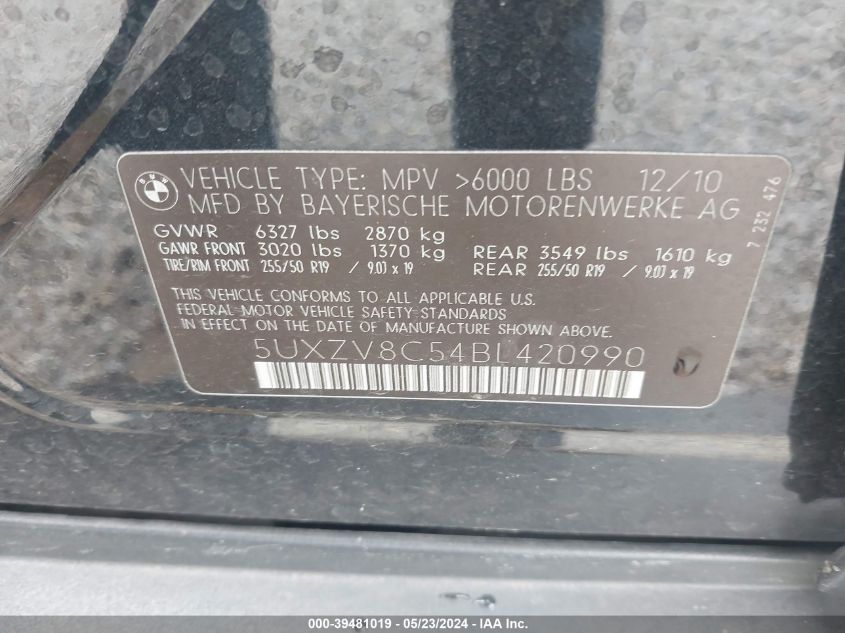 BMW
VEHICLE TYPE: MPV >6000 LBS 12/10
MFD BY BAYERISCHE MOTORENWERKE AG
GVWR 6327 lbs 2870 kg
GAWR FRONT 3020 lbs 1370 kg REAR 3549 lbs 1610 kg
TIRE/RIM FRONT 255/50 R19 / 9.0J x 19 REAR 255/50 R19 / 9.0J x 19
THIS VEHICLE CONFORMS TO ALL APPLICABLE U.S.
FEDERAL MOTOR VEHICLE SAFETY STANDARDS
IN EFFECT ON THE DATE OF MANUFACTURE SHOWN ABOVE.
5UXZV8C54BL420990
7 232 476
000-39481019 - 05/23/2024 - IAAI Inc.